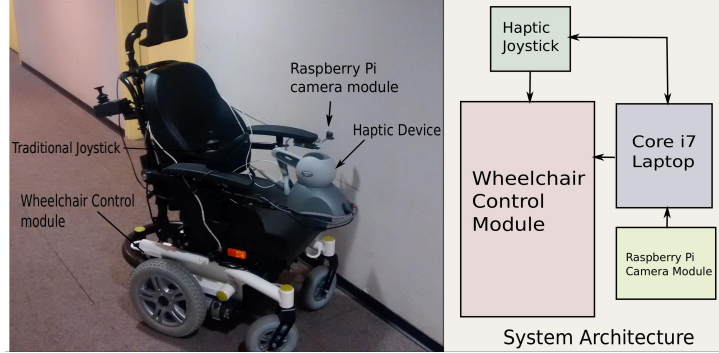 Raspberry Pi
camera module
Haptic Device
Traditional Joystick
Wheelchair Control
module
Haptic
Joystick
Wheelchair
Control
Module
Core i7
Laptop
Raspberry Pi
Camera Module
System Architecture